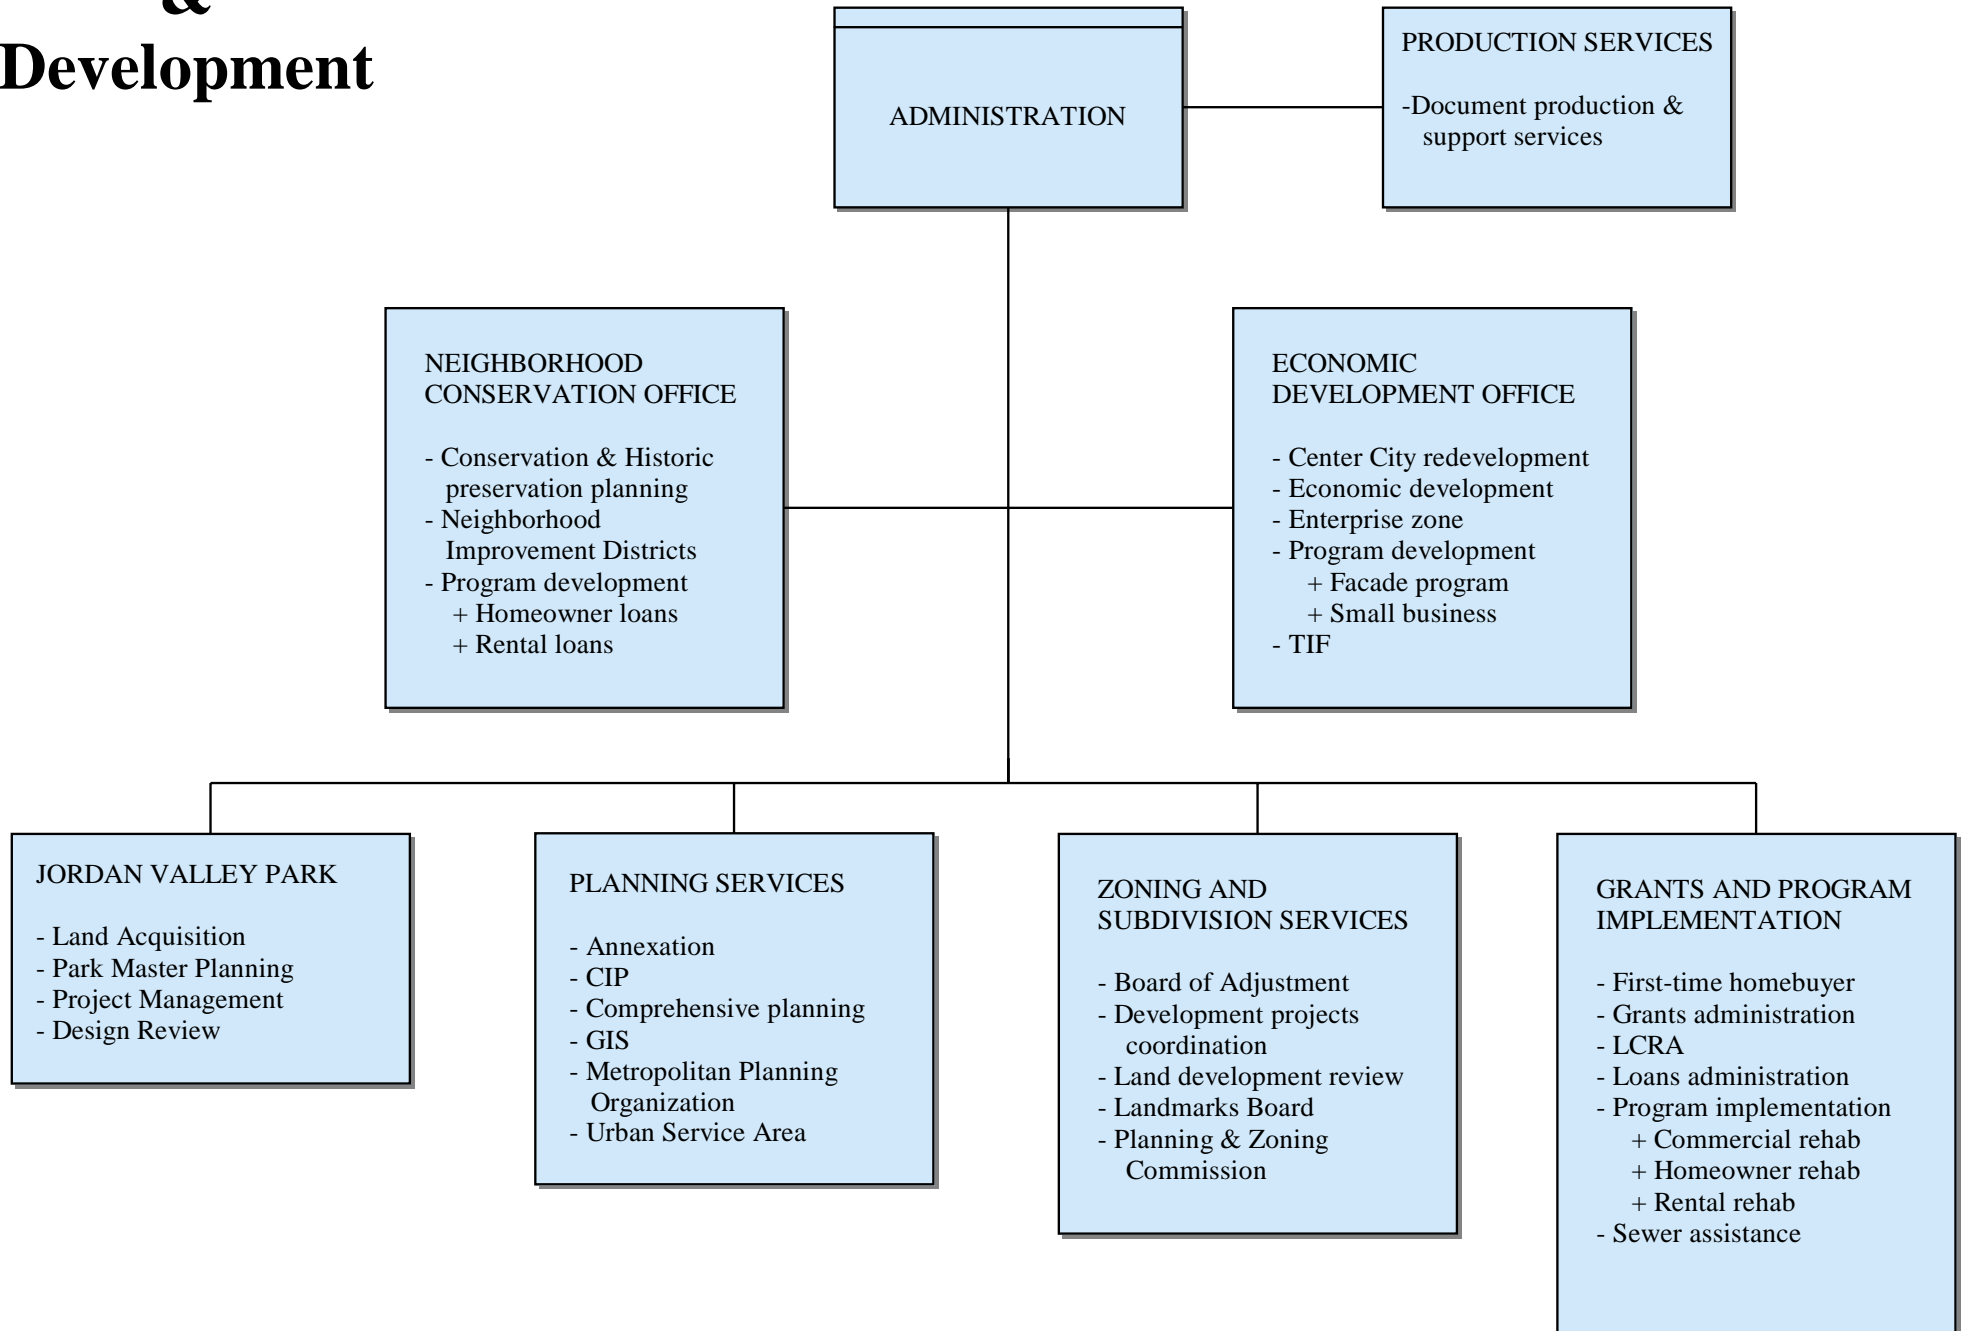 &
Development
ADMINISTRATION
PRODUCTION SERVICES
-Document production &
support services
NEIGHBORHOOD
CONSERVATION OFFICE
- Conservation & Historic
preservation planning
- Neighborhood
Improvement Districts
- Program development
+ Homeowner loans
+ Rental loans
ECONOMIC
DEVELOPMENT OFFICE
- Center City redevelopment
- Economic development
- Enterprise zone
- Program development
+ Facade program
+ Small business
- TIF
JORDAN VALLEY PARK
- Land Acquisition
- Park Master Planning
- Project Management
- Design Review
PLANNING SERVICES
- Annexation
- CIP
- Comprehensive planning
- GIS
- Metropolitan Planning
Organization
- Urban Service Area
ZONING AND
SUBDIVISION SERVICES
- Board of Adjustment
- Development projects
coordination
- Land development review
- Landmarks Board
- Planning & Zoning
Commission
GRANTS AND PROGRAM
IMPLEMENTATION
- First-time homebuyer
- Grants administration
- LCRA
- Loans administration
- Program implementation
+ Commercial rehab
+ Homeowner rehab
+ Rental rehab
- Sewer assistance